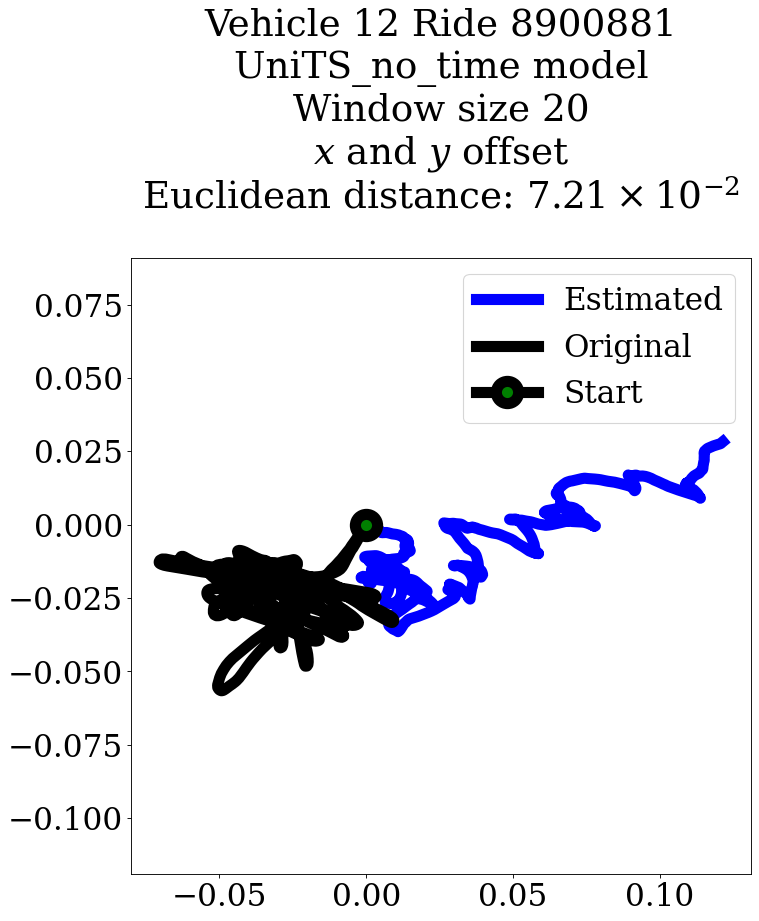 Vehicle 12 Ride 8900881
UniTS_no_time model
Window size 20
x and y offset
Euclidean distance: 7.21 × 10⁻²
Estimated
Original
Start
0.075
0.050
0.025
0.000
−0.025
−0.050
−0.075
−0.100
−0.05
0.00
0.05
0.10